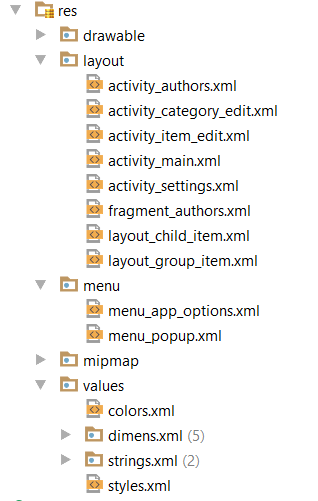 res
drawable
layout
activity_authors.xml
activity_category_edit.xml
activity_item_edit.xml
activity_main.xml
activity_settings.xml
fragment_authors.xml
layout_child_item.xml
layout_group_item.xml
menu
menu_app_options.xml
menu_popup.xml
mipmap
values
colors.xml
dimens.xml (5)
strings.xml (2)
styles.xml